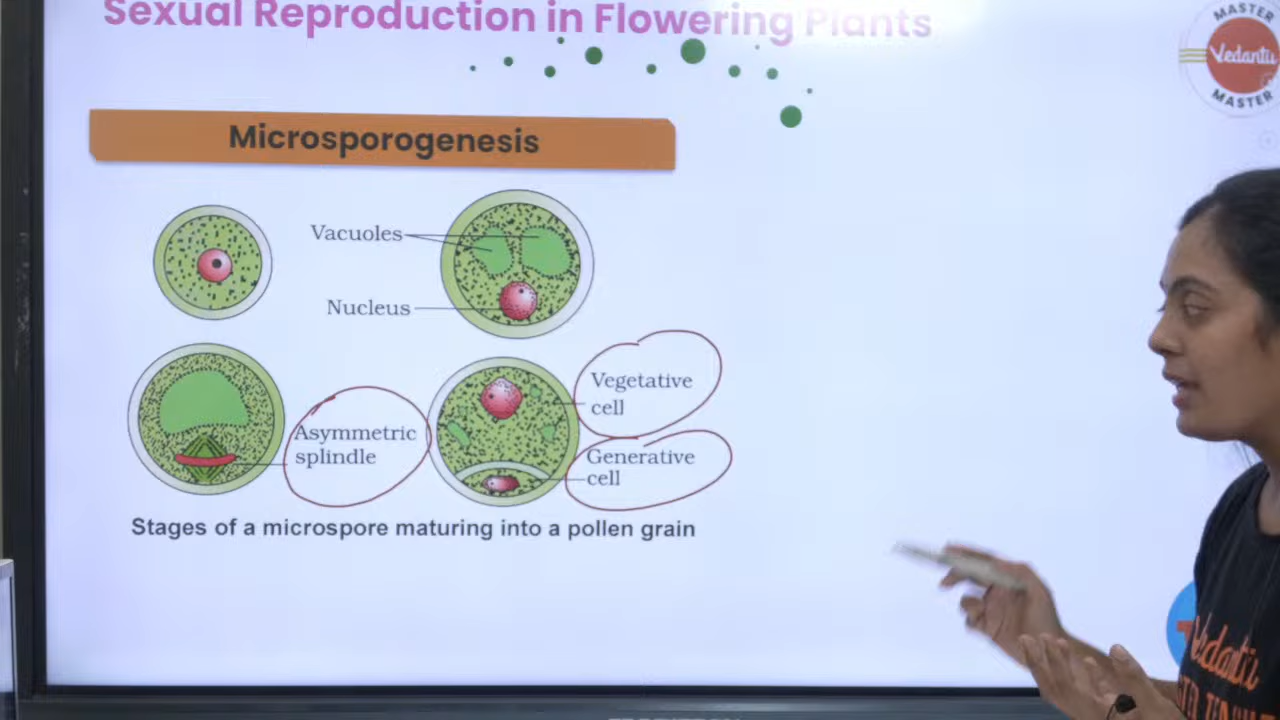 Sexual Reproduction in Flowering Plants
MASTER
Vedantu
MASTER
Microsporogenesis
Vacuoles
Nucleus
Vegetative
cell
Asymmetric
splindle
Generative
cell
Stages of a microspore maturing into a pollen grain
Vedantu